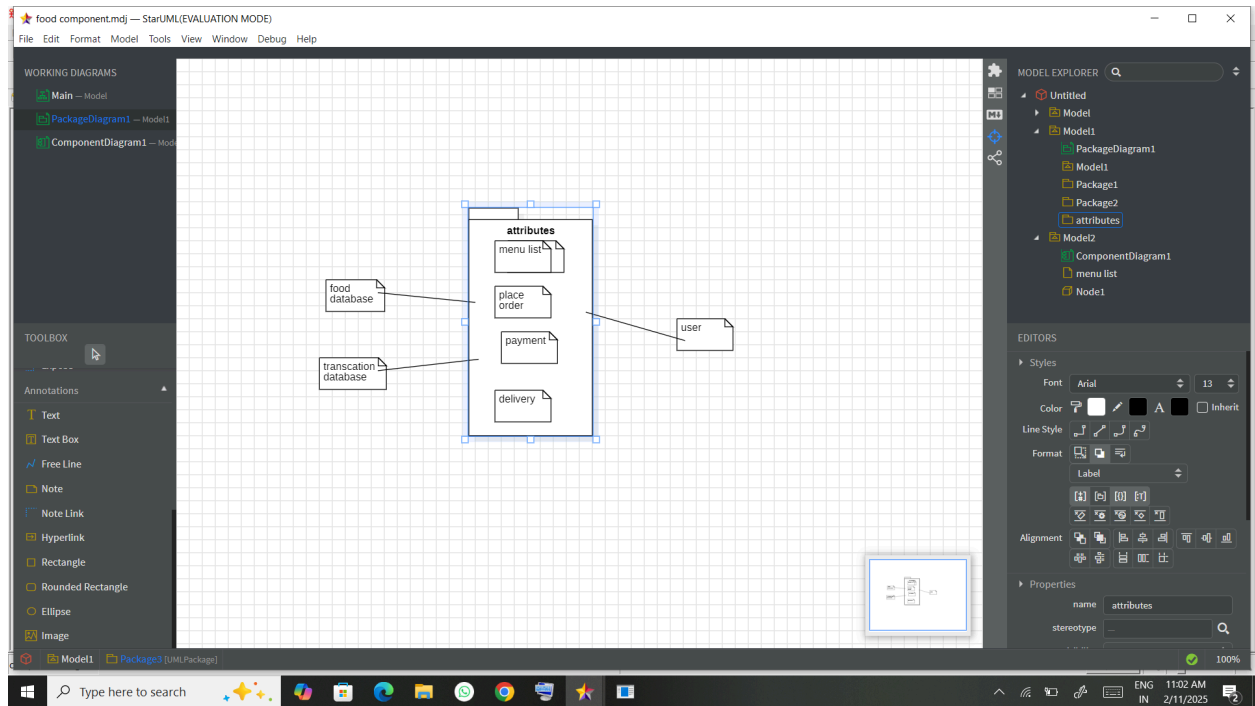 food component.mdj — StarUML(EVALUATION MODE)
File Edit Format Model Tools View Window Debug Help
WORKING DIAGRAMS
Main — Model
PackageDiagram1 — Model1
ComponentDiagram1 — Mod
TOOLBOX
Annotations
Text
Text Box
Free Line
Note
Note Link
Hyperlink
Rectangle
Rounded Rectangle
Ellipse
Image
attributes
menu list
place
order
payment
delivery
food
database
transcation
database
user
MODEL EXPLORER
Untitled
Model
Model1
PackageDiagram1
Model1
Package1
Package2
attributes
Model2
ComponentDiagram1
menu list
Node1
EDITORS
Styles
Font Arial 13
Color A Inherit
Line Style
Format
Label
Alignment
Properties
name attributes
stereotype ...
Model1 Package3 [UMLPackage]
100%
Type here to search
ENG 11:02 AM
IN 2/11/2025
2